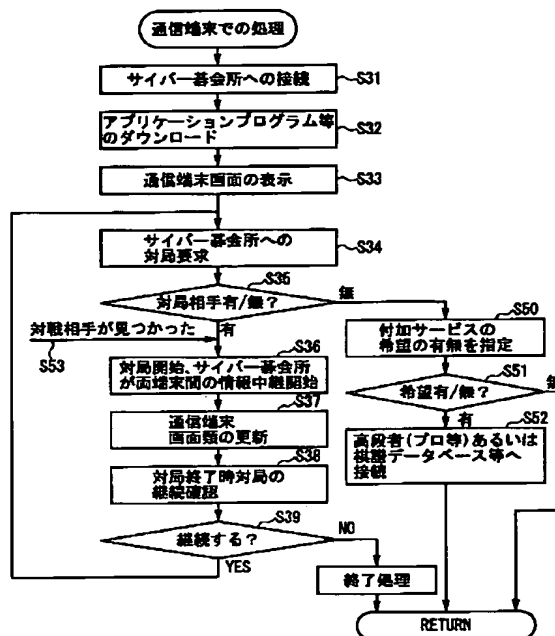 通信端末での処理
サイバー碁会所への接続
S31
アプリケーションプログラム等
のダウンロード
S32
通信端末画面の表示
S33
サイバー碁会所への
対局要求
S34
S35
対局相手有/無?
無
有
対戦相手が見つかった
S53
S36
対局開始、サイバー碁会所
が両端末間の情報中継開始
S37
通信端末
画面類の更新
S38
対局終了時対局の
継続確認
S39
継続する?
NO
YES
終了処理
S50
付加サービスの
希望の有無を指定
S51
希望有/無?
無
有
S52
高段者(プロ等)あるいは
棋譜データベース等へ
接続
RETURN